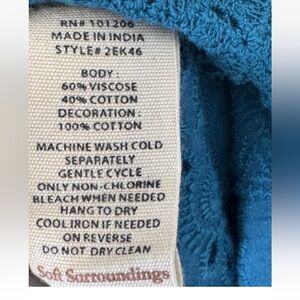 RN# 101206
MADE IN INDIA
STYLE# 2EK46
BODY :
60% VISCOSE
40% COTTON
DECORATION :
100% COTTON
MACHINE WASH COLD
SEPARATELY
GENTLE CYCLE
ONLY NON-CHLORINE
BLEACH WHEN NEEDED
HANG TO DRY
COOL IRON IF NEEDED
ON REVERSE
DO NOT DRY CLEAN
Soft Surroundings